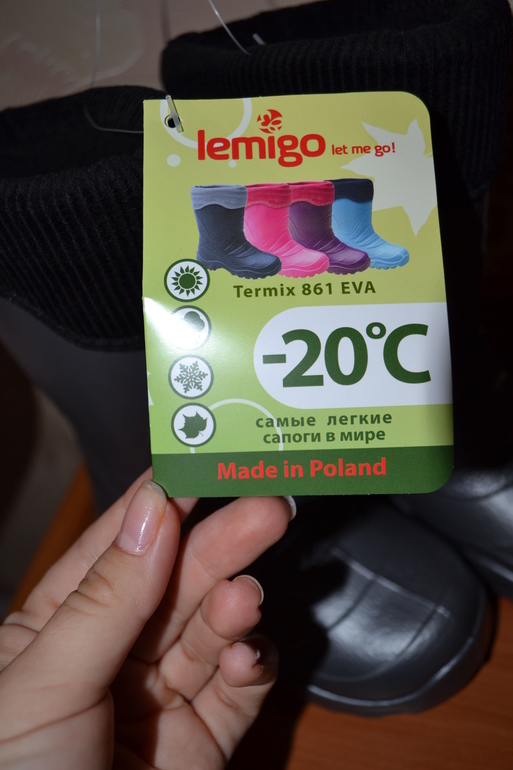 lemigo let me go!
Termix 861 EVA
-20°C
самые легкие
сапоги в мире
Made in Poland